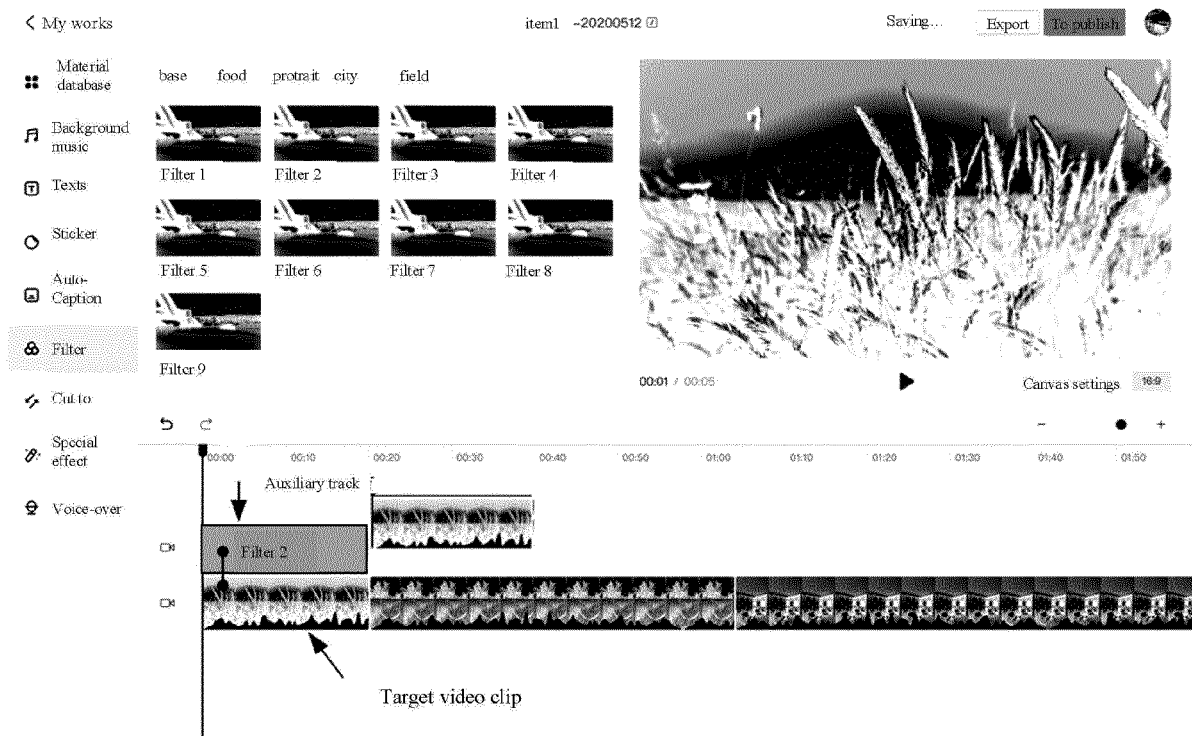 My works
item1 ~20200512
Saving...
Export
To publish
Material
database
Background
music
Texts
Sticker
Auto-
Caption
Filter
Cut to
Special
effect
Voice-over
base food protrait city field
Filter 1 Filter 2 Filter 3 Filter 4
Filter 5 Filter 6 Filter 7 Filter 8
Filter 9
00:01 / 00:05
Canvas settings 16:9
00:00 00:10 00:20 00:30 00:40 00:50 01:00 01:10 01:20 01:30 01:40 01:50
Auxiliary track
Filter 2
Target video clip